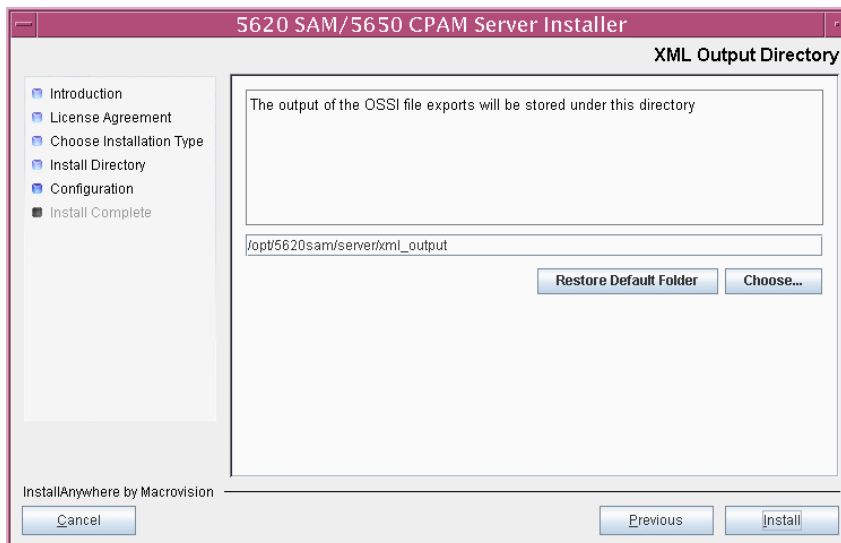 5620 SAM/5650 CPAM Server Installer
XML Output Directory
Introduction
License Agreement
Choose Installation Type
Install Directory
Configuration
Install Complete
The output of the OSSI file exports will be stored under this directory
/opt/5620sam/server/xml_output
Restore Default Folder
Choose...
InstallAnywhere by Macrovision
Cancel
Previous
Install